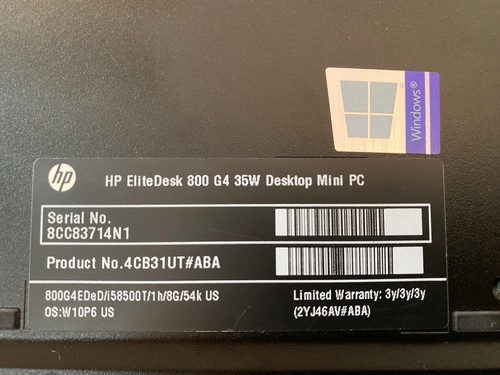 Windows®
hp
HP EliteDesk 800 G4 35W Desktop Mini PC
Serial No.
8CC83714N1
Product No.4CB31UT#ABA
800G4EDeD/i58500T/1h/8G/54k US
Limited Warranty: 3y/3y/3y
OS:W10P6 US
(2YJ46AV#ABA)